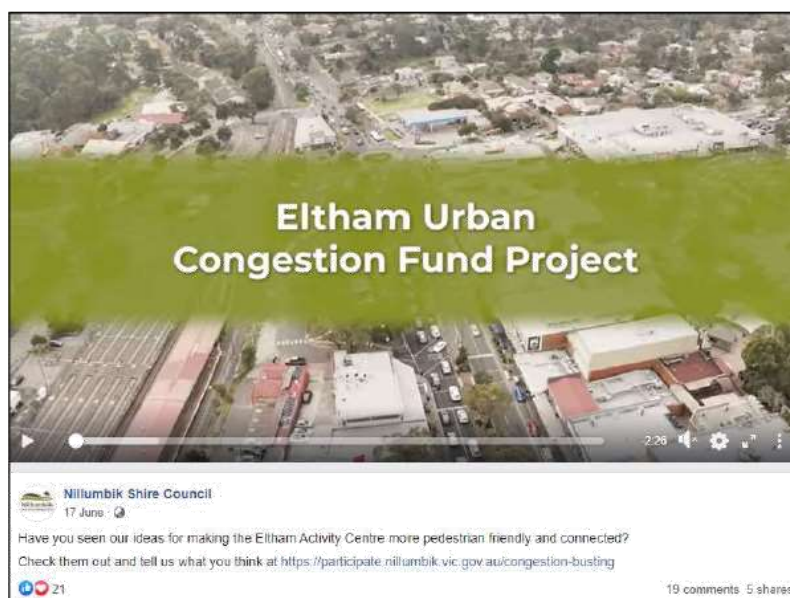 Eltham Urban
Congestion Fund Project
2:26
Nillumbik Shire Council
17 June ·
Have you seen our ideas for making the Eltham Activity Centre more pedestrian friendly and connected?
Check them out and tell us what you think at https://participate.nillumbik.vic.gov.au/congestion-busting
21
19 comments 5 shares